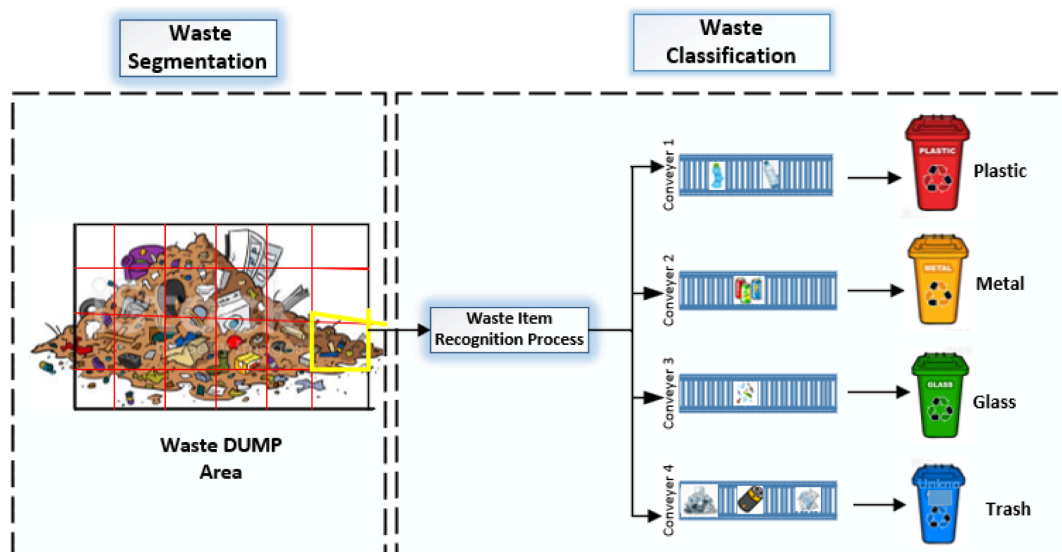 Waste
Segmentation
Waste
Classification
Conveyer 1
PLASTIC
Plastic
Conveyer 2
METAL
Metal
Waste Item
Recognition Process
Conveyer 3
GLASS
Glass
Waste DUMP
Area
Conveyer 4
Trash